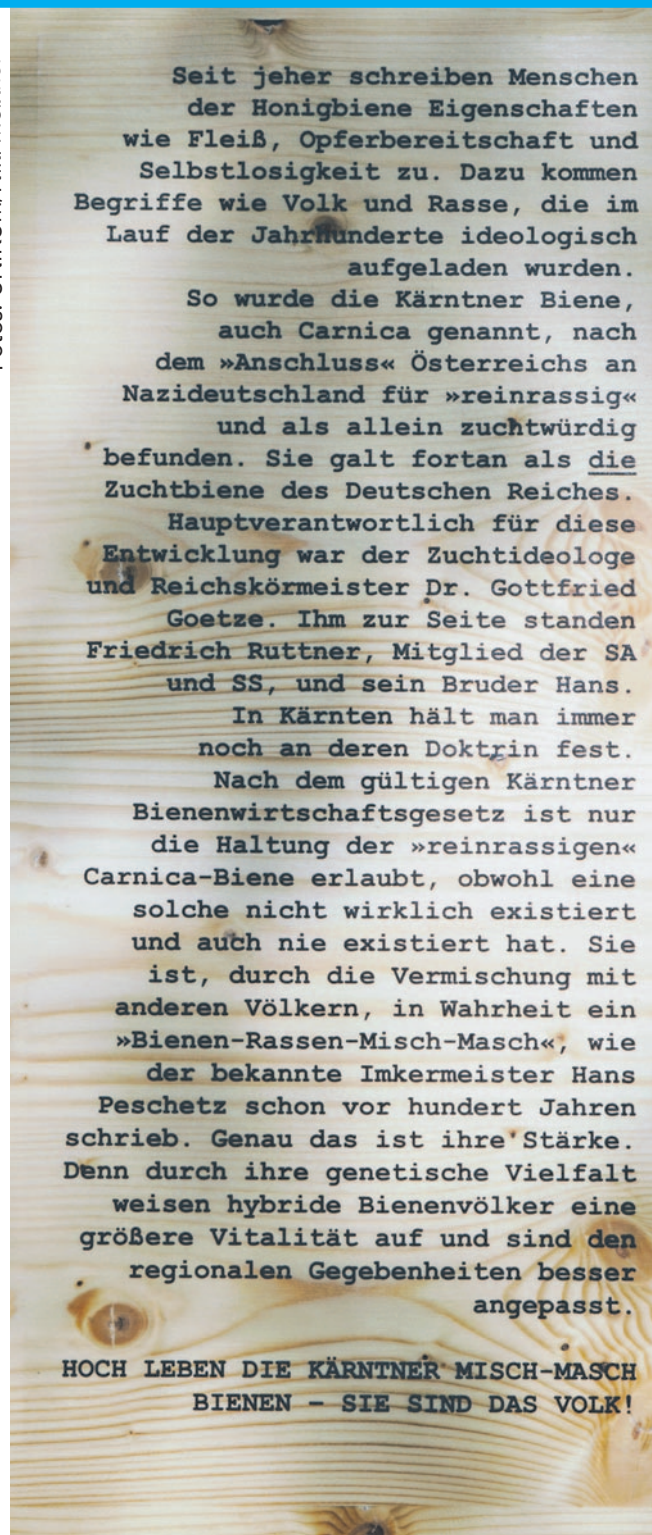 Seit jeher schreiben Menschen
der Honigbiene Eigenschaften
wie Fleiß, Opferbereitschaft und
Selbstlosigkeit zu. Dazu kommen
Begriffe wie Volk und Rasse, die im
Lauf der Jahrhunderte ideologisch
aufgeladen wurden.
So wurde die Kärntner Biene,
auch Carnica genannt, nach
dem »Anschluss« Österreichs an
Nazideutschland für »reinrassig«
und als allein zuchtwürdig
befunden. Sie galt fortan als die
Zuchtbiene des Deutschen Reiches.
Hauptverantwortlich für diese
Entwicklung war der Zuchtideologe
und Reichskörmeister Dr. Gottfried
Goetze. Ihm zur Seite standen
Friedrich Ruttner, Mitglied der SA
und SS, und sein Bruder Hans.
In Kärnten hält man immer
noch an deren Doktrin fest.
Nach dem gültigen Kärntner
Bienenwirtschaftsgesetz ist nur
die Haltung der »reinrassigen«
Carnica-Biene erlaubt, obwohl eine
solche nicht wirklich existiert
und auch nie existiert hat. Sie
ist, durch die Vermischung mit
anderen Völkern, in Wahrheit ein
»Bienen-Rassen-Misch-Masch«, wie
der bekannte Imkermeister Hans
Peschetz schon vor hundert Jahren
schrieb. Genau das ist ihre Stärke.
Denn durch ihre genetische Vielfalt
weisen hybride Bienenvölker eine
größere Vitalität auf und sind den
regionalen Gegebenheiten besser
angepasst.
HOCH LEBEN DIE KÄRNTNER MISCH-MASCH
BIENEN – SIE SIND DAS VOLK!